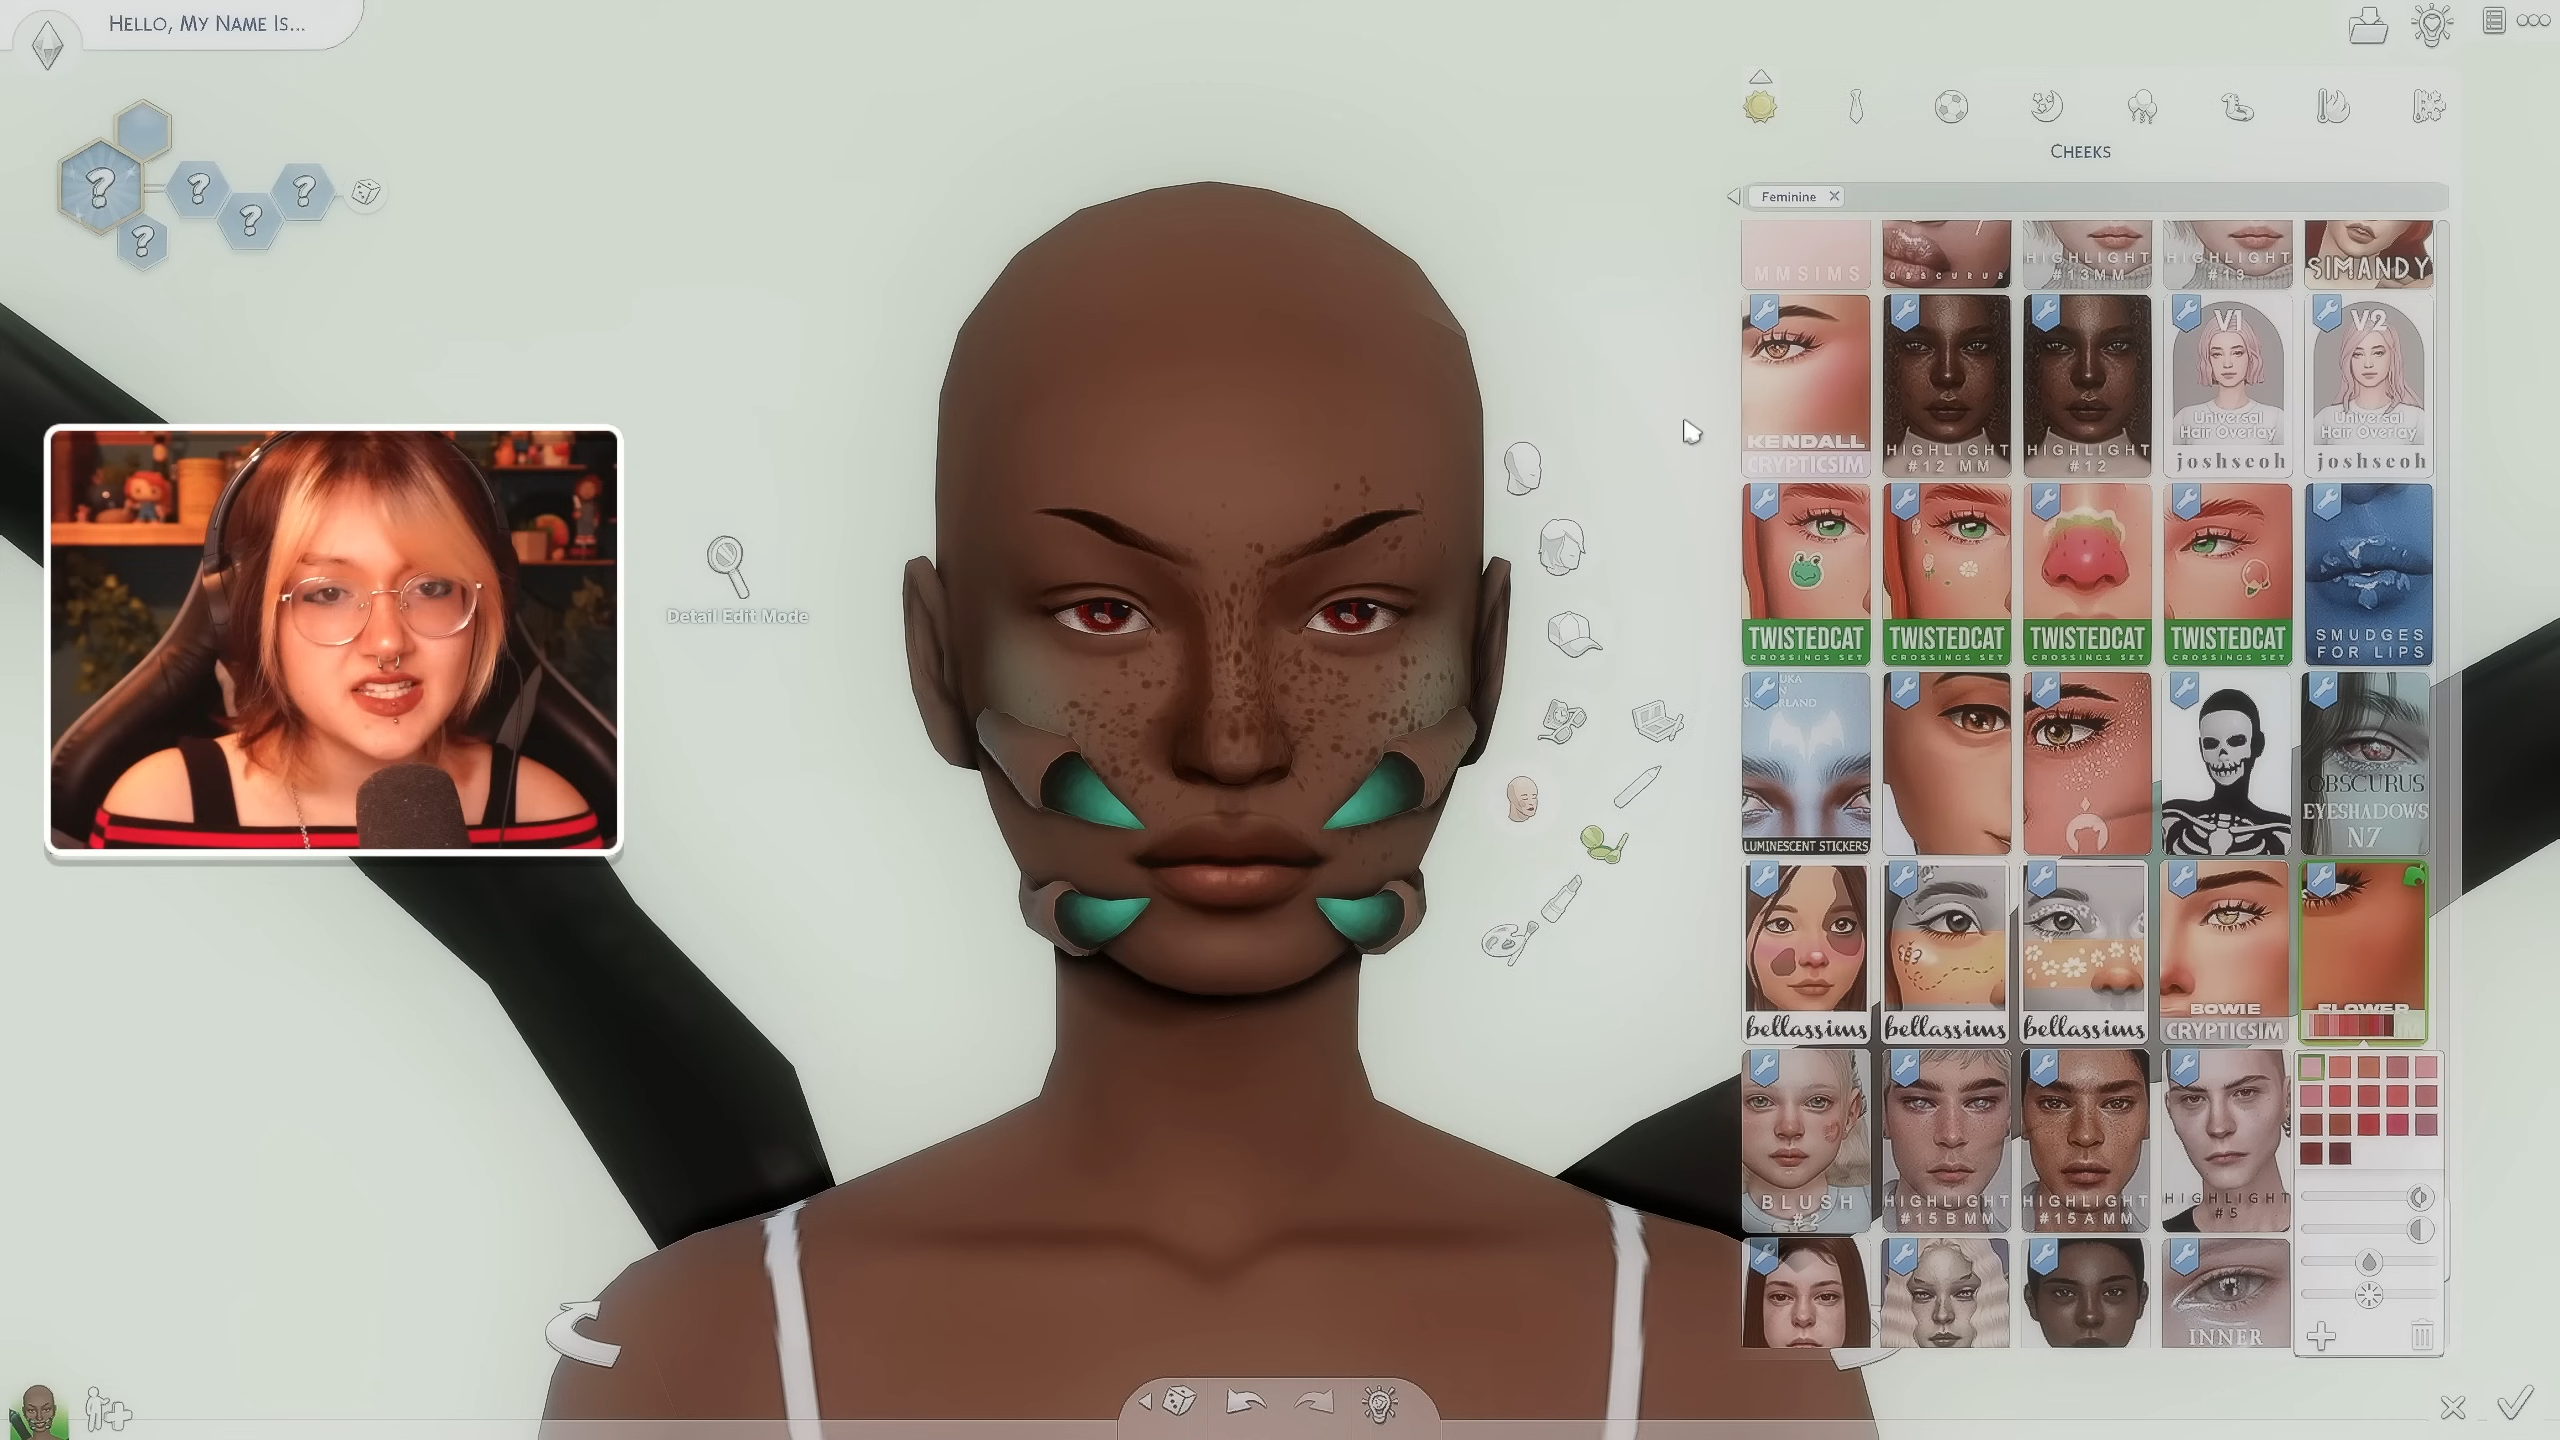 Hello, My Name Is...
Cheeks
Feminine
MMSIMS
OBSCURUS
HIGHLIGHT
#13MM
HIGHLIGHT
#13
SIMANDY
KENDALL
CRYPTICSIM
HIGHLIGHT
#12 MM
HIGHLIGHT
#12
V1
Universal
Hair Overlay
joshseoh
V2
Universal
Hair Overlay
joshseoh
Detail Edit Mode
TWISTEDCAT
CROSSINGS SET
TWISTEDCAT
CROSSINGS SET
TWISTEDCAT
CROSSINGS SET
TWISTEDCAT
CROSSINGS SET
SMUDGES
FOR LIPS
LUMINESCENT STICKERS
OBSCURUS
EYESHADOWS
N7
bellassims
bellassims
bellassims
BOWIE
CRYPTICSIM
FLOWER
BLUSH
#2
HIGHLIGHT
#15 B MM
HIGHLIGHT
#15 A MM
HIGHLIGHT
#5
INNER